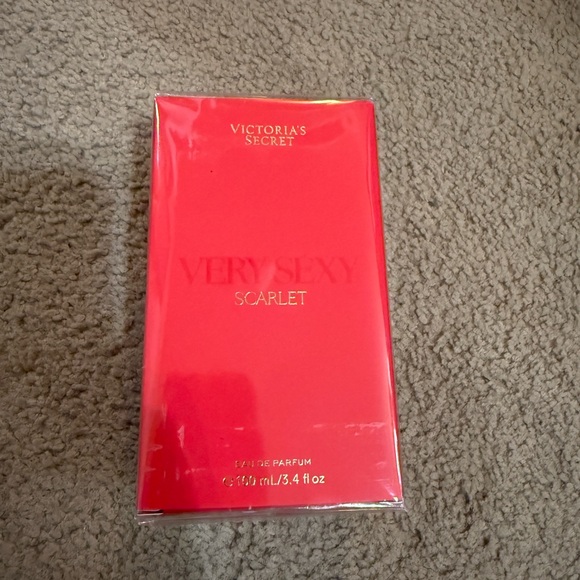 VICTORIA'S
SECRET
VERY SEXY
SCARLET
EAU DE PARFUM
℮ 100 mL/3.4 fl oz